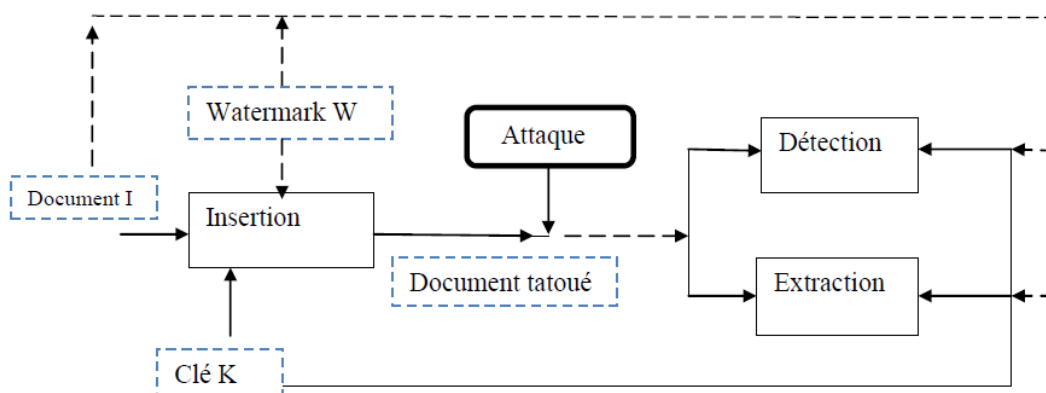 Watermark W
Attaque
Détection
Document I
Insertion
Document tatoué
Extraction
Clé K